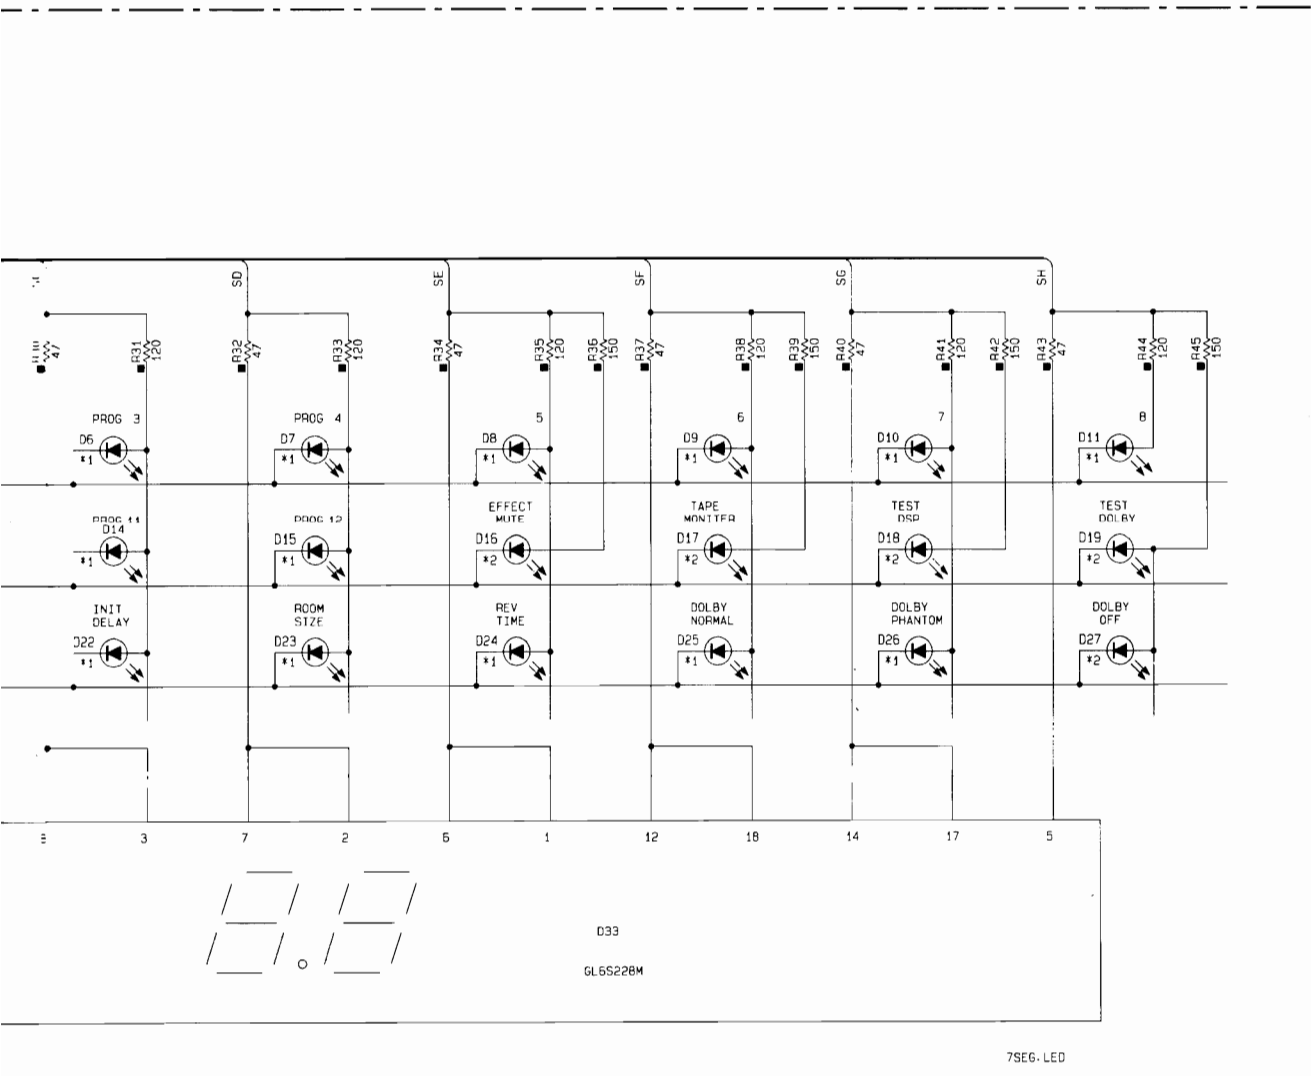 SD SE SF SG SH
47 R31 120 R32 47 R33 120 R34 47 R35 120 R36 150 R37 47 R38 120 R39 150 R40 47 R41 120 R42 150 R43 47 R44 120 R45 150
PROG 3 PROG 4 5 6 7 8
D6 D7 D8 D9 D10 D11
*1 *1 *1 *1 *1 *1
EFFECT TAPE TEST TEST
PROG 11 PROG 12 MUTE MONITER DSP DOLBY
D14 D15 D16 D17 D18 D19
*1 *1 *2 *2 *2 *2
INIT ROOM REV DOLBY DOLBY DOLBY
DELAY SIZE TIME NORMAL PHANTOM OFF
D22 D23 D24 D25 D26 D27
*1 *1 *1 *1 *1 *2
3 7 2 6 1 12 18 14 17 5
D33
GL6S228M
7SEG.LED